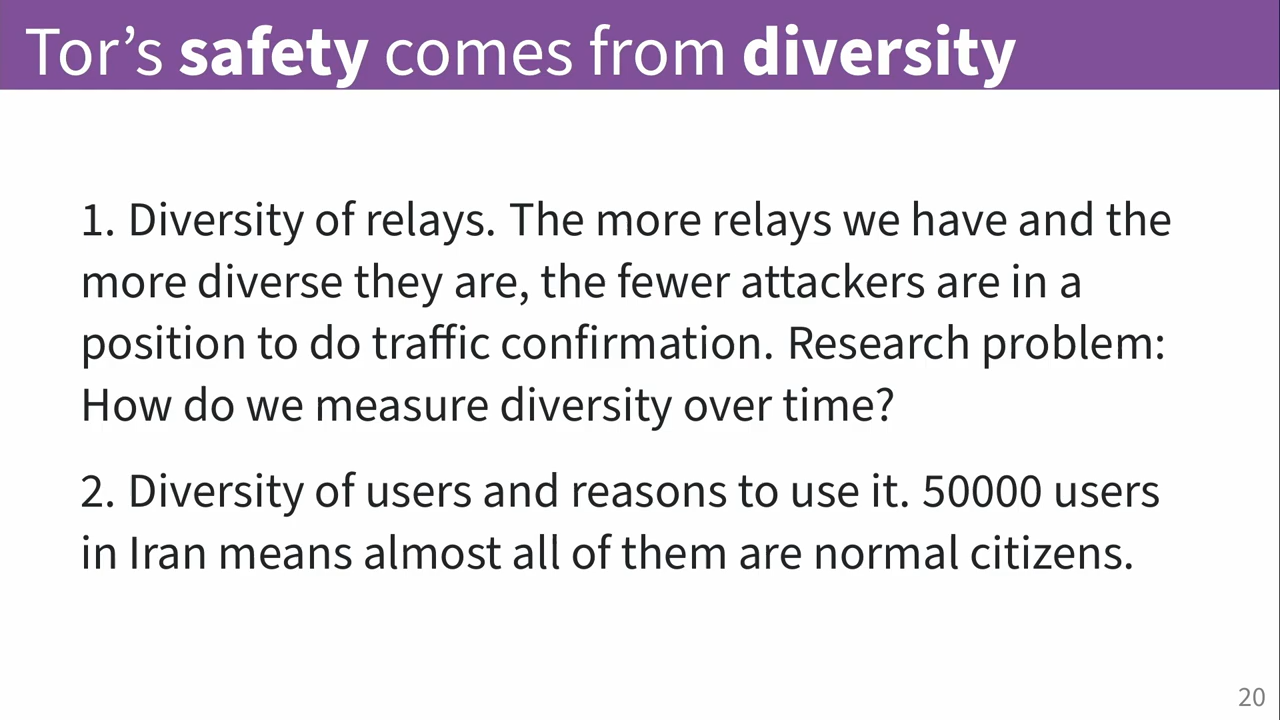 Tor’s safety comes from diversity
1. Diversity of relays. The more relays we have and the
more diverse they are, the fewer attackers are in a
position to do traffic confirmation. Research problem:
How do we measure diversity over time?
2. Diversity of users and reasons to use it. 50000 users
in Iran means almost all of them are normal citizens.
20